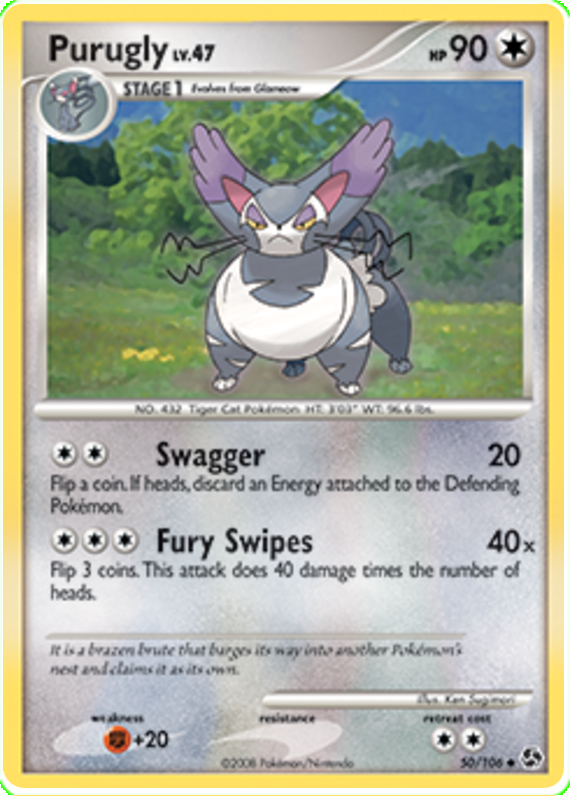 Purugly LV.47 HP 90
STAGE 1 Evolves from Glameow
NO. 432 Tiger Cat Pokémon HT: 3'03" WT: 96.6 lbs.
Swagger 20
Flip a coin. If heads, discard an Energy attached to the Defending
Pokémon.
Fury Swipes 40x
Flip 3 coins. This attack does 40 damage times the number of
heads.
It is a brazen brute that barges its way into another Pokémon's
nest and claims it as its own.
Illus. Ken Sugimori
weakness resistance retreat cost
+20
©2008 Pokémon/Nintendo 50/106